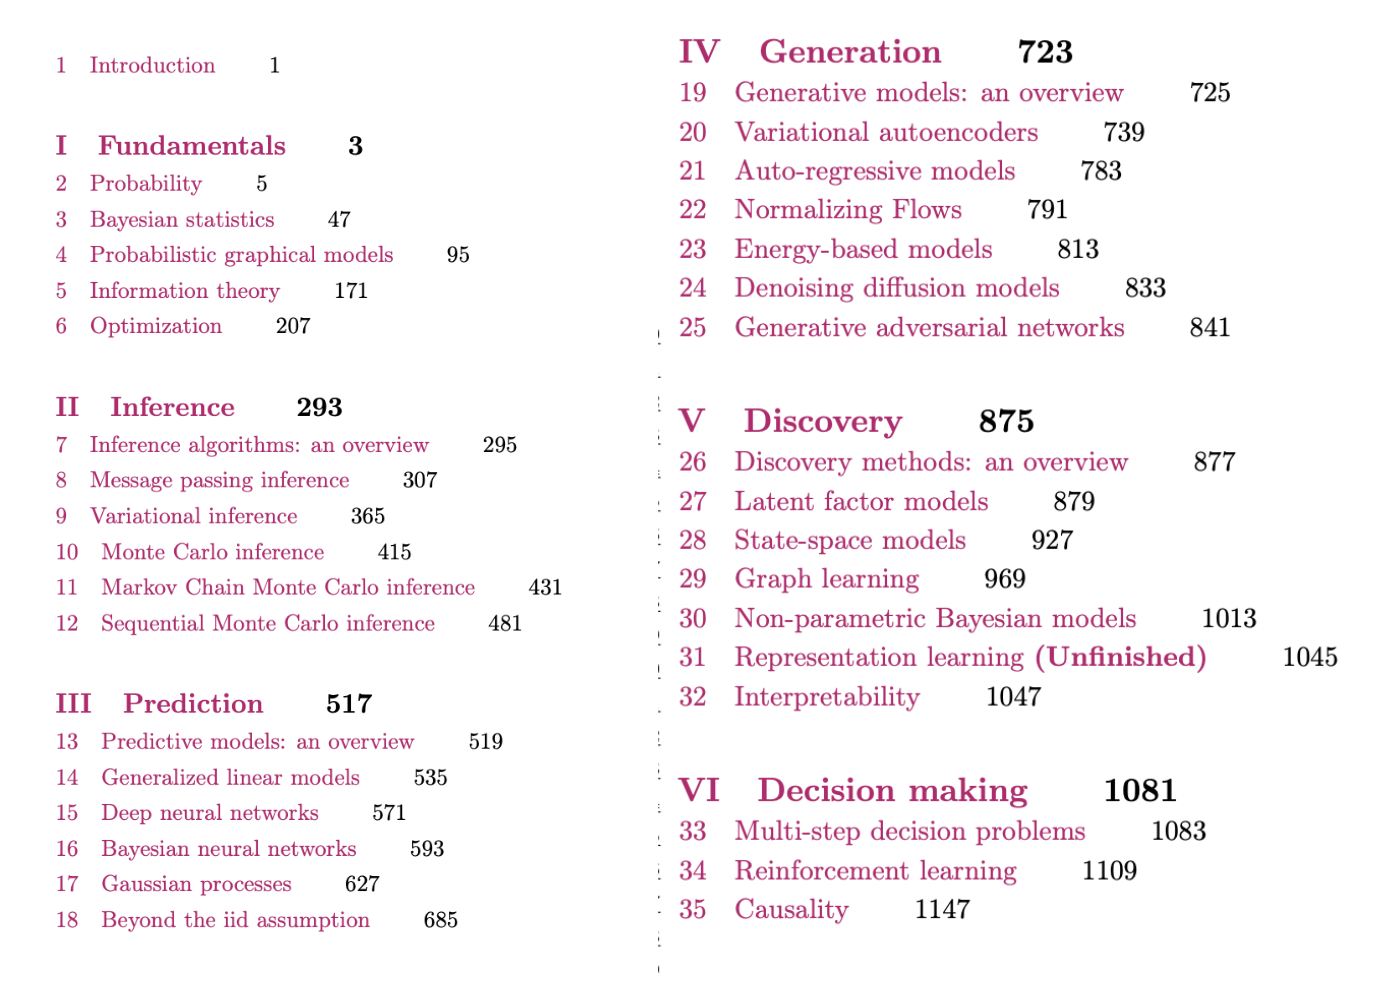 1 Introduction 1
I Fundamentals 3
2 Probability 5
3 Bayesian statistics 47
4 Probabilistic graphical models 95
5 Information theory 171
6 Optimization 207
II Inference 293
7 Inference algorithms: an overview 295
8 Message passing inference 307
9 Variational inference 365
10 Monte Carlo inference 415
11 Markov Chain Monte Carlo inference 431
12 Sequential Monte Carlo inference 481
III Prediction 517
13 Predictive models: an overview 519
14 Generalized linear models 535
15 Deep neural networks 571
16 Bayesian neural networks 593
17 Gaussian processes 627
18 Beyond the iid assumption 685
IV Generation 723
19 Generative models: an overview 725
20 Variational autoencoders 739
21 Auto-regressive models 783
22 Normalizing Flows 791
23 Energy-based models 813
24 Denoising diffusion models 833
25 Generative adversarial networks 841
V Discovery 875
26 Discovery methods: an overview 877
27 Latent factor models 879
28 State-space models 927
29 Graph learning 969
30 Non-parametric Bayesian models 1013
31 Representation learning (Unfinished) 1045
32 Interpretability 1047
VI Decision making 1081
33 Multi-step decision problems 1083
34 Reinforcement learning 1109
35 Causality 1147